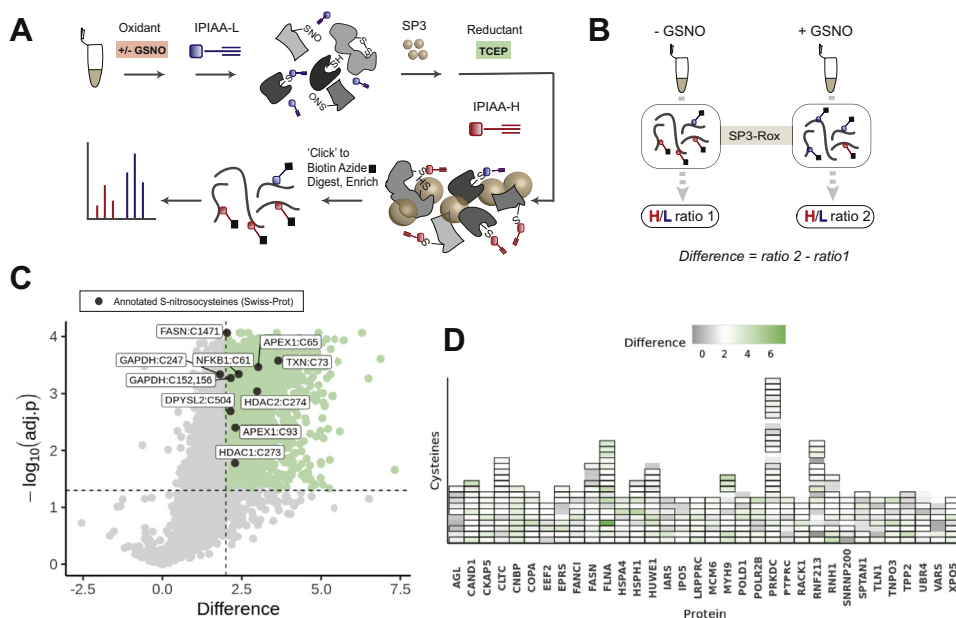 A
Oxidant
+/- GSNO
IPIAA-L
SNO
S-S
SH
S
SNO
SP3
Reductant
TCEP
IPIAA-H
'Click' to
Biotin Azide
Digest, Enrich
S
HS
S
S
S
B
- GSNO
+ GSNO
SP3-Rox
H/L ratio 1
H/L ratio 2
Difference = ratio 2 - ratio1
C
Annotated S-nitrosocysteines (Swiss-Prot)
FASN:C1471
APEX1:C65
GAPDH:C247
NFKB1:C61
TXN:C73
GAPDH:C152,156
DPYSL2:C504
HDAC2:C274
APEX1:C93
HDAC1:C273
−log10(adj.p)
4
3
2
1
0
-2.5
0.0
2.5
5.0
7.5
Difference
D
Difference
0
2
4
6
Cysteines
AGL
CAND1
CKAP5
CLTC
CNBP
COPA
EEF2
EPRS
FANCI
FASN
FLNA
HSPA4
HSPH1
HUWE1
IARS
IPO5
LRPPRC
MCM6
MYH9
POLD1
POLR2B
PRKDC
PTPRC
RACK1
RNF213
RNH1
SNRNP200
SPTAN1
TLN1
TNPO3
TPP2
UBR4
VARS
XPO5
Protein